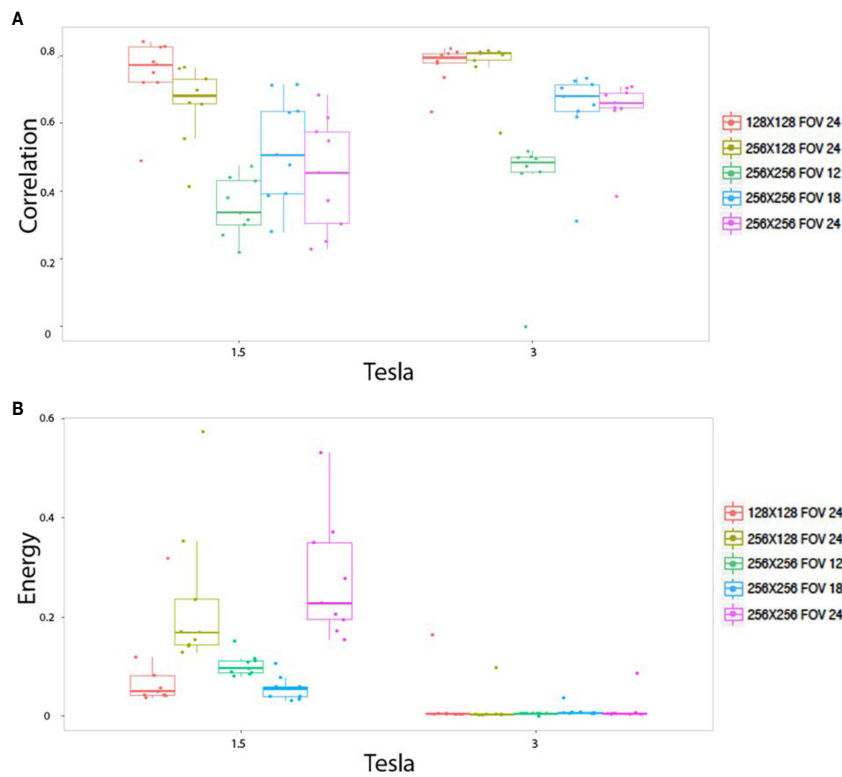 A
0.8
0.6
0.4
0.2
0
Correlation
1.5
3
Tesla
128X128 FOV 24
256X128 FOV 24
256X256 FOV 12
256X256 FOV 18
256X256 FOV 24
B
0.6
0.4
0.2
0
Energy
1.5
3
Tesla
128X128 FOV 24
256X128 FOV 24
256X256 FOV 12
256X256 FOV 18
256X256 FOV 24